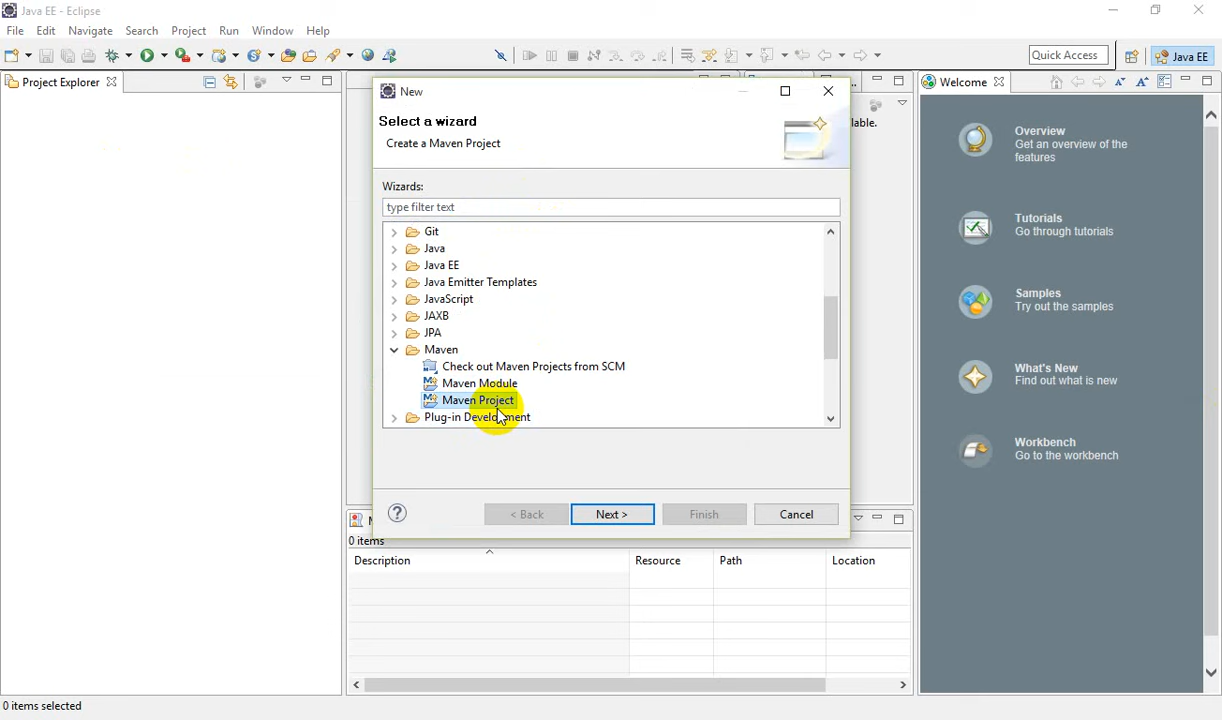 Java EE - Eclipse
File Edit Navigate Search Project Run Window Help
Quick Access
Java EE
Project Explorer
New
Select a wizard
Create a Maven Project
Wizards:
type filter text
Git
Java
Java EE
Java Emitter Templates
JavaScript
JAXB
JPA
Maven
Check out Maven Projects from SCM
Maven Module
Maven Project
Plug-in Development
< Back
Next >
Finish
Cancel
lable.
0 items
Description Resource Path Location
Welcome
Overview
Get an overview of the
features
Tutorials
Go through tutorials
Samples
Try out the samples
What's New
Find out what is new
Workbench
Go to the workbench
0 items selected